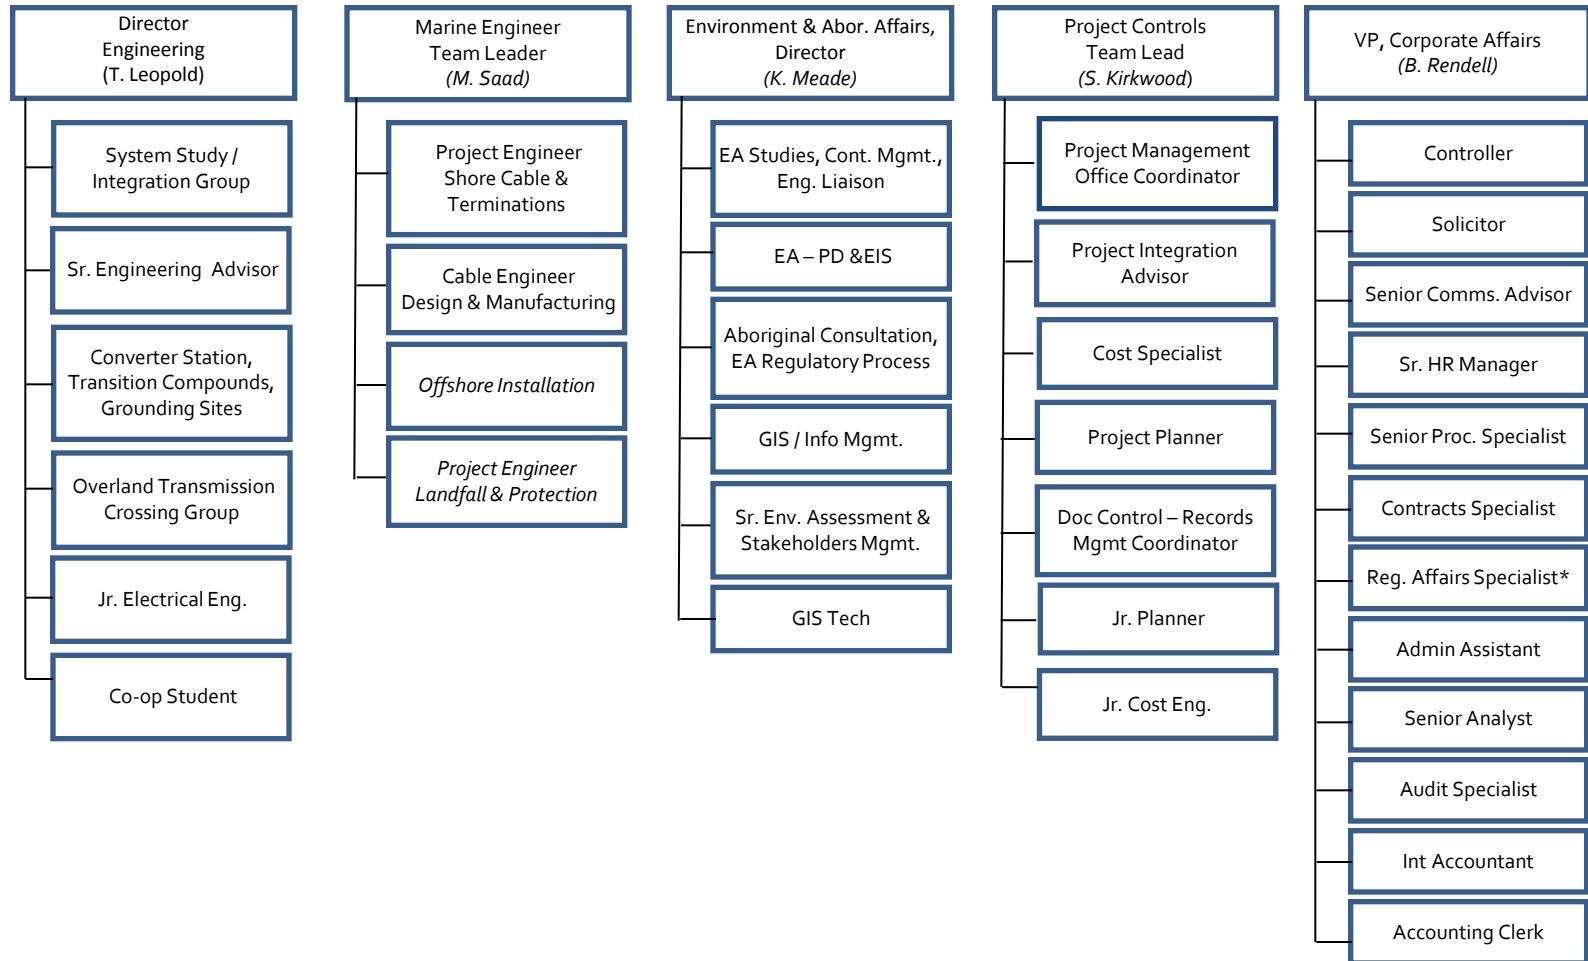 Director
Engineering
(T. Leopold)
System Study /
Integration Group
Sr. Engineering Advisor
Converter Station,
Transition Compounds,
Grounding Sites
Overland Transmission
Crossing Group
Jr. Electrical Eng.
Co-op Student
Marine Engineer
Team Leader
(M. Saad)
Project Engineer
Shore Cable &
Terminations
Cable Engineer
Design & Manufacturing
Offshore Installation
Project Engineer
Landfall & Protection
Environment & Abor. Affairs,
Director
(K. Meade)
EA Studies, Cont. Mgmt.,
Eng. Liaison
EA – PD &EIS
Aboriginal Consultation,
EA Regulatory Process
GIS / Info Mgmt.
Sr. Env. Assessment &
Stakeholders Mgmt.
GIS Tech
Project Controls
Team Lead
(S. Kirkwood)
Project Management
Office Coordinator
Project Integration
Advisor
Cost Specialist
Project Planner
Doc Control – Records
Mgmt Coordinator
Jr. Planner
Jr. Cost Eng.
VP, Corporate Affairs
(B. Rendell)
Controller
Solicitor
Senior Comms. Advisor
Sr. HR Manager
Senior Proc. Specialist
Contracts Specialist
Reg. Affairs Specialist*
Admin Assistant
Senior Analyst
Audit Specialist
Int Accountant
Accounting Clerk